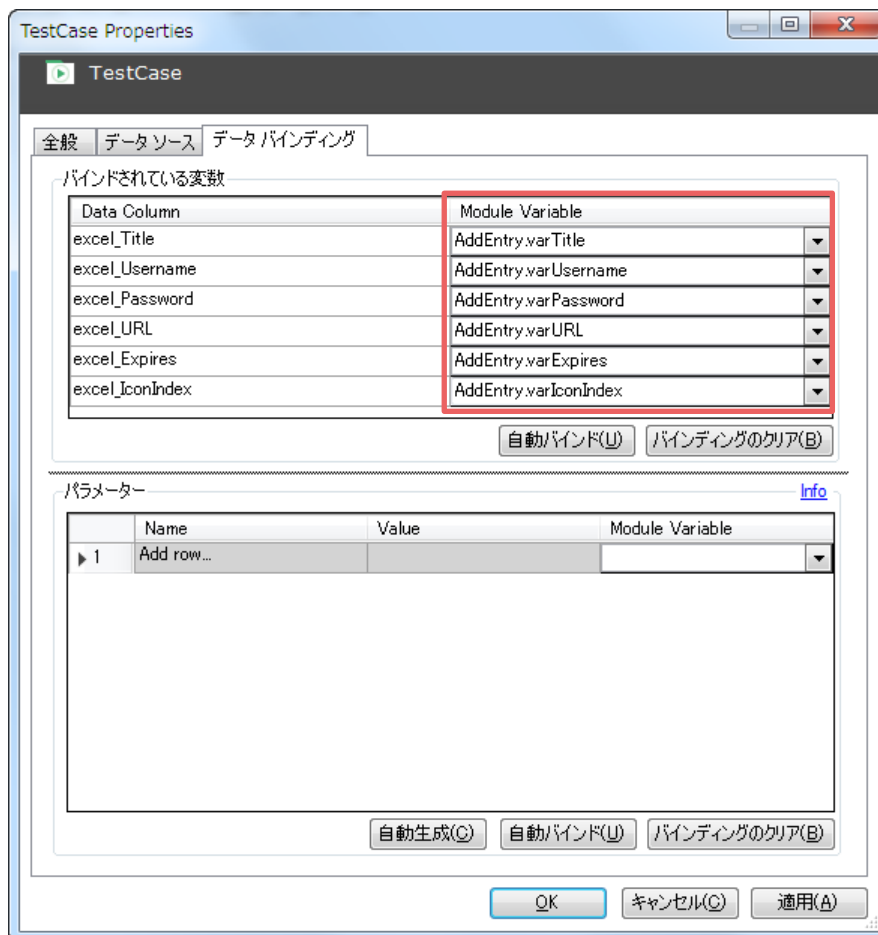 TestCase Properties
TestCase
全般 データ ソース データ バインディング
バインドされている変数
Data Column Module Variable
excel_Title AddEntry.varTitle
excel_Username AddEntry.varUsername
excel_Password AddEntry.varPassword
excel_URL AddEntry.varURL
excel_Expires AddEntry.varExpires
excel_IconIndex AddEntry.varIconIndex
自動バインド(U) バインディングのクリア(B)
パラメーター Info
Name Value Module Variable
1 Add row...
自動生成(C) 自動バインド(U) バインディングのクリア(B)
OK キャンセル(C) 適用(A)